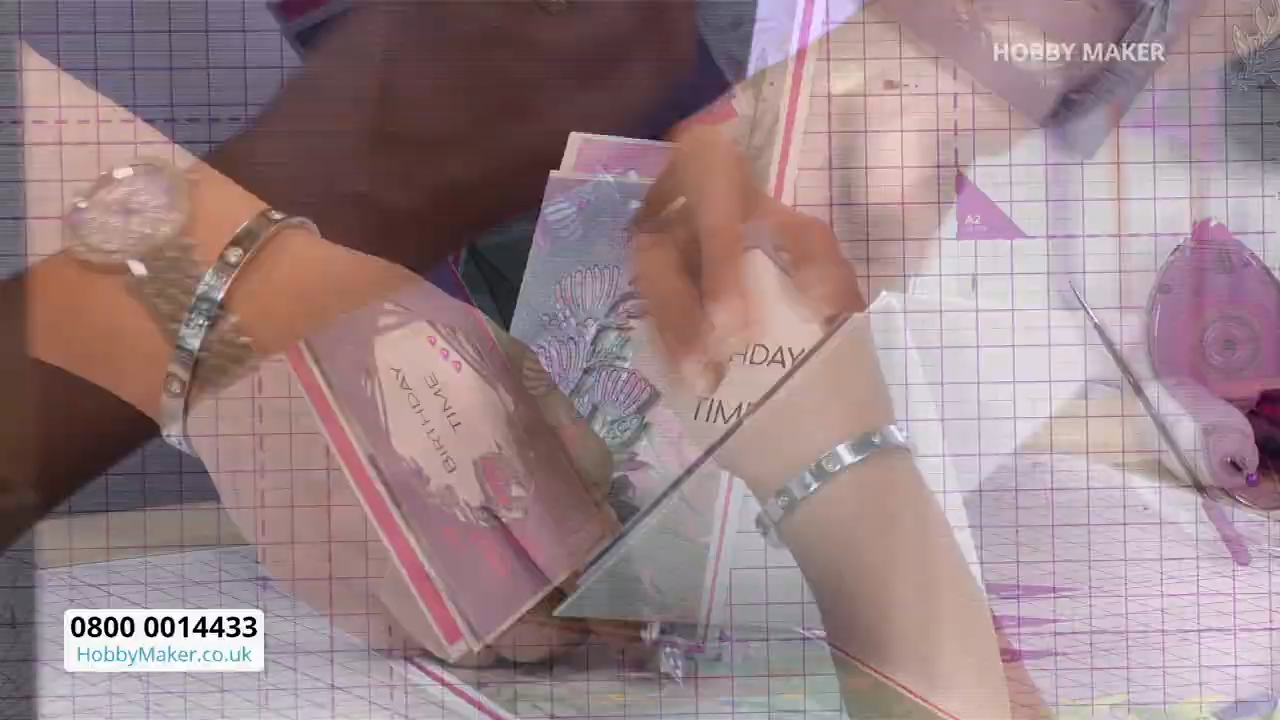 HOBBY MAKER
A2
HDAY
TIM
BIRTHDAY
TIME
0800 0014433
HobbyMaker.co.uk